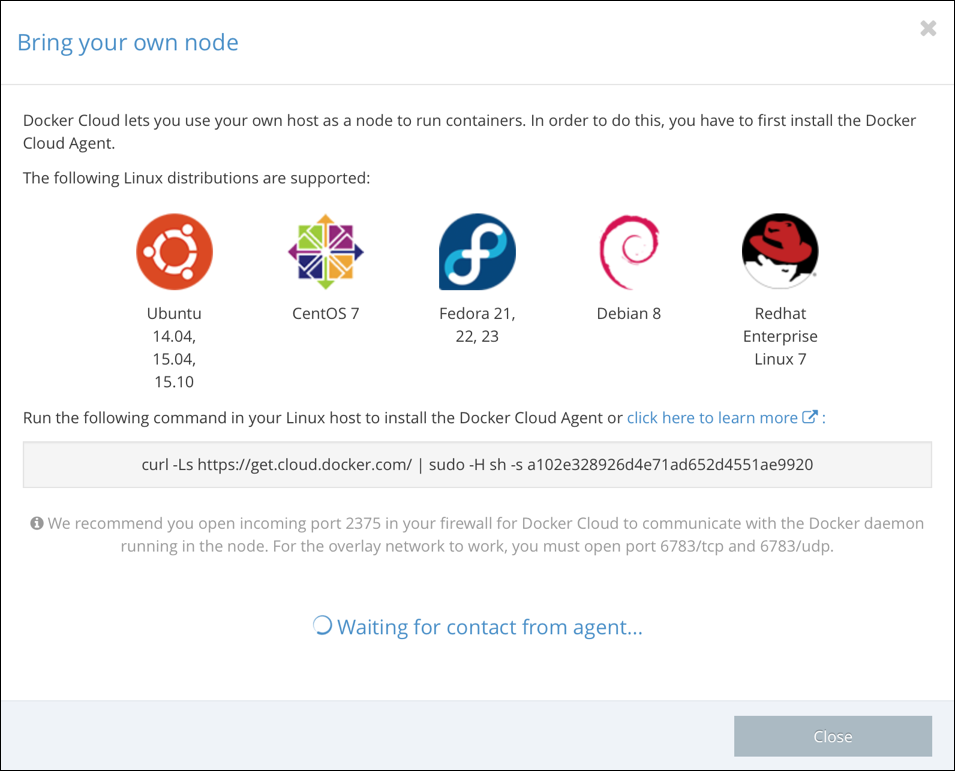 Bring your own node
Docker Cloud lets you use your own host as a node to run containers. In order to do this, you have to first install the Docker
Cloud Agent.
The following Linux distributions are supported:
Ubuntu
14.04,
15.04,
15.10
CentOS 7
Fedora 21,
22, 23
Debian 8
Redhat
Enterprise
Linux 7
Run the following command in your Linux host to install the Docker Cloud Agent or click here to learn more :
curl -Ls https://get.cloud.docker.com/ | sudo -H sh -s a102e328926d4e71ad652d4551ae9920
We recommend you open incoming port 2375 in your firewall for Docker Cloud to communicate with the Docker daemon
running in the node. For the overlay network to work, you must open port 6783/tcp and 6783/udp.
Waiting for contact from agent...
Close